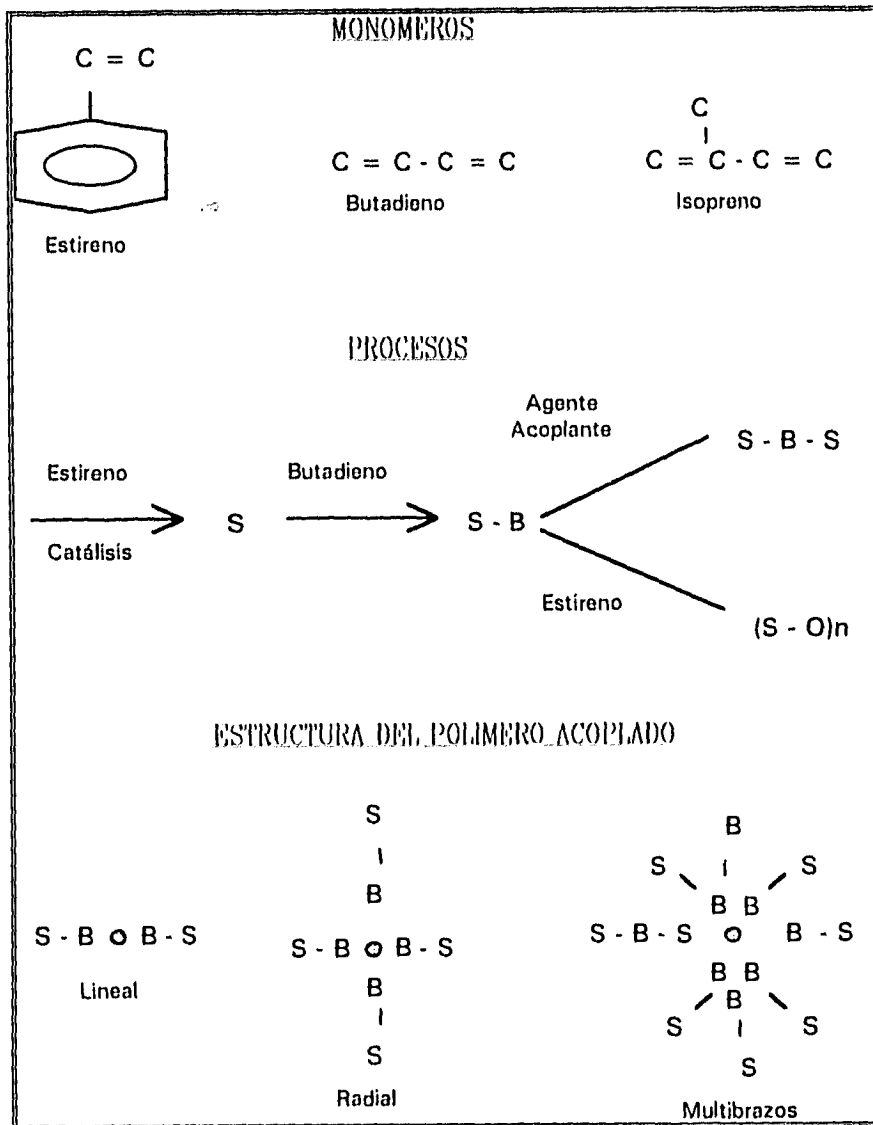 MONOMEROS
C = C
C
C = C - C = C
C = C - C = C
Butadieno
Isopreno
Estireno
PROCESOS
Agente
Acoplante
S - B - S
Estireno
Butadieno
S
S - B
Catálisis
Estireno
(S - O)n
ESTRUCTURA DEL POLIMERO ACOPLADO
S
B
B
S
S
B
B B
S - B O B - S
S - B O B - S
S - B - S O B - S
Lineal
B
B B
B
S
S
S
S
Radial
Multibrazos